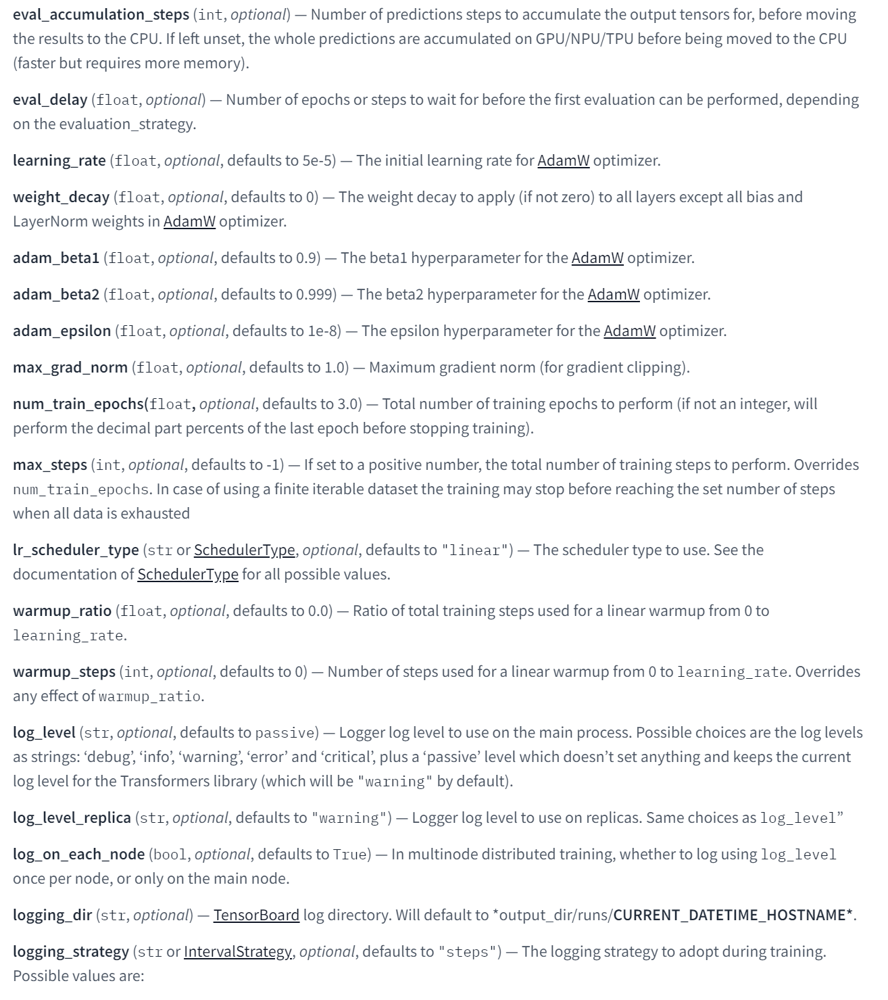 eval_accumulation_steps (int, optional) — Number of predictions steps to accumulate the output tensors for, before moving
the results to the CPU. If left unset, the whole predictions are accumulated on GPU/NPU/TPU before being moved to the CPU
(faster but requires more memory).
eval_delay (float, optional) — Number of epochs or steps to wait for before the first evaluation can be performed, depending
on the evaluation_strategy.
learning_rate (float, optional, defaults to 5e-5) — The initial learning rate for AdamW optimizer.
weight_decay (float, optional, defaults to 0) — The weight decay to apply (if not zero) to all layers except all bias and
LayerNorm weights in AdamW optimizer.
adam_beta1 (float, optional, defaults to 0.9) — The beta1 hyperparameter for the AdamW optimizer.
adam_beta2 (float, optional, defaults to 0.999) — The beta2 hyperparameter for the AdamW optimizer.
adam_epsilon (float, optional, defaults to 1e-8) — The epsilon hyperparameter for the AdamW optimizer.
max_grad_norm (float, optional, defaults to 1.0) — Maximum gradient norm (for gradient clipping).
num_train_epochs(float, optional, defaults to 3.0) — Total number of training epochs to perform (if not an integer, will
perform the decimal part percents of the last epoch before stopping training).
max_steps (int, optional, defaults to -1) — If set to a positive number, the total number of training steps to perform. Overrides
num_train_epochs. In case of using a finite iterable dataset the training may stop before reaching the set number of steps
when all data is exhausted
lr_scheduler_type (str or SchedulerType, optional, defaults to "linear") — The scheduler type to use. See the
documentation of SchedulerType for all possible values.
warmup_ratio (float, optional, defaults to 0.0) — Ratio of total training steps used for a linear warmup from 0 to
learning_rate.
warmup_steps (int, optional, defaults to 0) — Number of steps used for a linear warmup from 0 to learning_rate. Overrides
any effect of warmup_ratio.
log_level (str, optional, defaults to passive) — Logger log level to use on the main process. Possible choices are the log levels
as strings: ‘debug’, ‘info’, ‘warning’, ‘error’ and ‘critical’, plus a ‘passive’ level which doesn’t set anything and keeps the current
log level for the Transformers library (which will be "warning" by default).
log_level_replica (str, optional, defaults to "warning") — Logger log level to use on replicas. Same choices as log_level”
log_on_each_node (bool, optional, defaults to True) — In multinode distributed training, whether to log using log_level
once per node, or only on the main node.
logging_dir (str, optional) — TensorBoard log directory. Will default to *output_dir/runs/CURRENT_DATETIME_HOSTNAME*.
logging_strategy (str or IntervalStrategy, optional, defaults to "steps") — The logging strategy to adopt during training.
Possible values are: